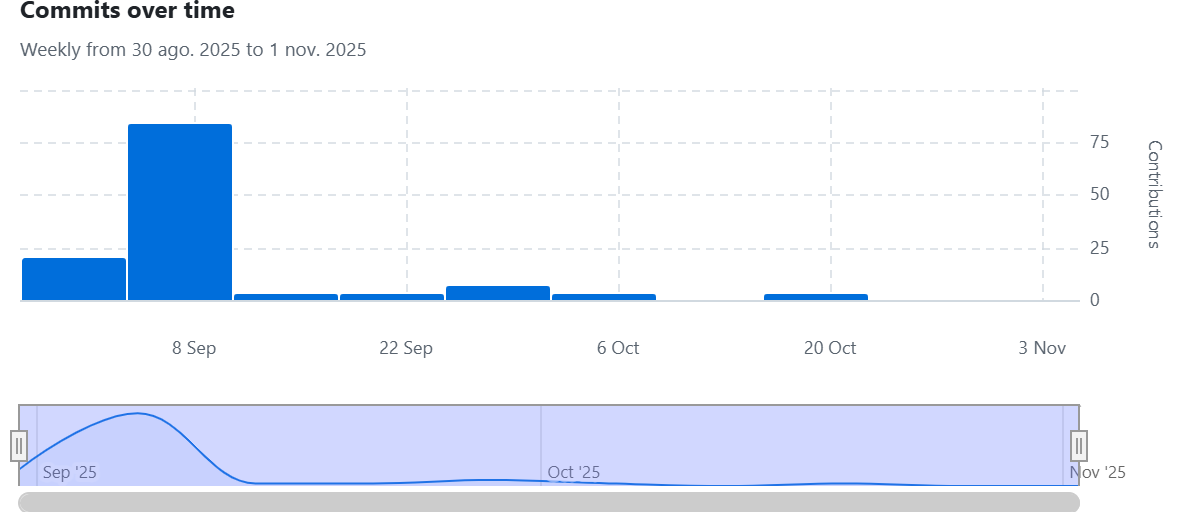 Commits over time
Weekly from 30 ago. 2025 to 1 nov. 2025
75
50
25
0
Contributions
8 Sep 22 Sep 6 Oct 20 Oct 3 Nov
Sep '25 Oct '25 Nov '25